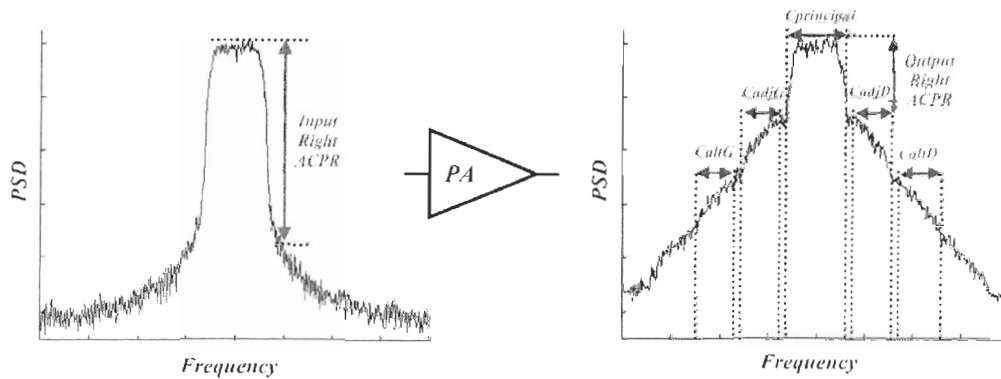 PSD
Input
Right
ACPR
Frequency
PA
PSD
Cprincipal
CadjG
CadjD
Output
Right
ACPR
CaltG
CaltD
Frequency